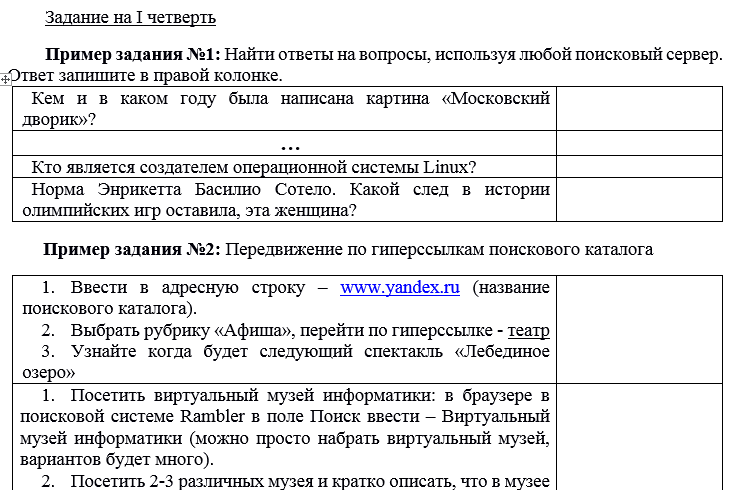 Задание на I четверть
Пример задания №1: Найти ответы на вопросы, используя любой поисковый сервер.
Ответ запишите в правой колонке.
Кем и в каком году была написана картина «Московский
дворик»?
...
Кто является создателем операционной системы Linux?
Норма Энрикетта Басилио Сотело. Какой след в истории
олимпийских игр оставила, эта женщина?
Пример задания №2: Передвижение по гиперссылкам поискового каталога
1. Ввести в адресную строку – www.yandex.ru (название
поискового каталога).
2. Выбрать рубрику «Афиша», перейти по гиперссылке - театр
3. Узнайте когда будет следующий спектакль «Лебединое
озеро»
1. Посетить виртуальный музей информатики: в браузере в
поисковой системе Rambler в поле Поиск ввести – Виртуальный
музей информатики (можно просто набрать виртуальный музей,
вариантов будет много).
2. Посетить 2-3 различных музея и кратко описать, что в музее